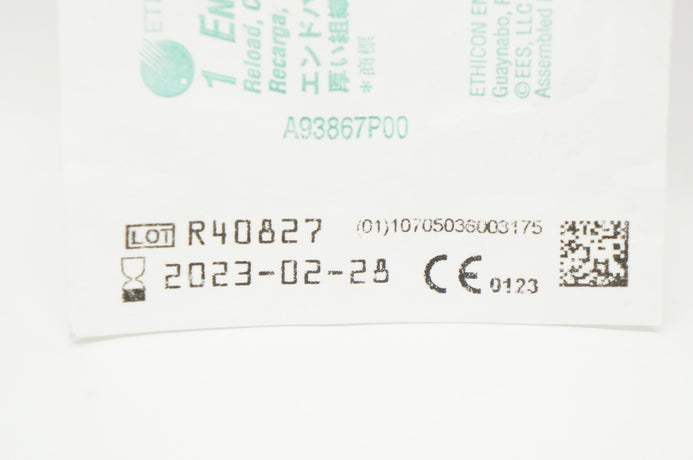 1 EN
Reload, C
Recarga,
エンドパ
厚い組織
*商標
ETHICON EN
Guaynabo, P
© EES, LLC
Assembled
A93867P00
LOT R40827 (01)10705036003175
2023-02-28 CE 0123